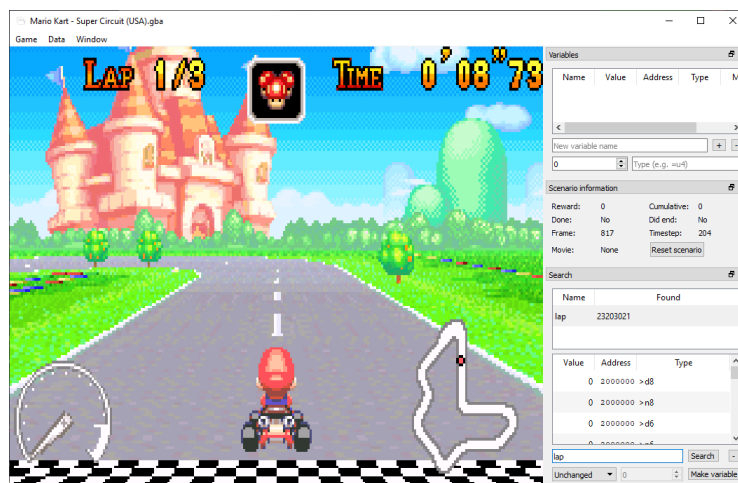 Mario Kart - Super Circuit (USA).gba
Game Data Window
LAP 1/3
TIME 0'08"73
Variables
Name Value Address Type M
New variable name + -
0 Type (e.g. =u4)
Scenario information
Reward: 0 Cumulative: 0
Done: No Did end: No
Frame: 817 Timestep: 204
Movie: None Reset scenario
Search
Name Found
lap 23203021
Value Address Type
0 2000000 >d8
0 2000000 >n8
0 2000000 >d6
lap Search -
Unchanged 0 Make variable